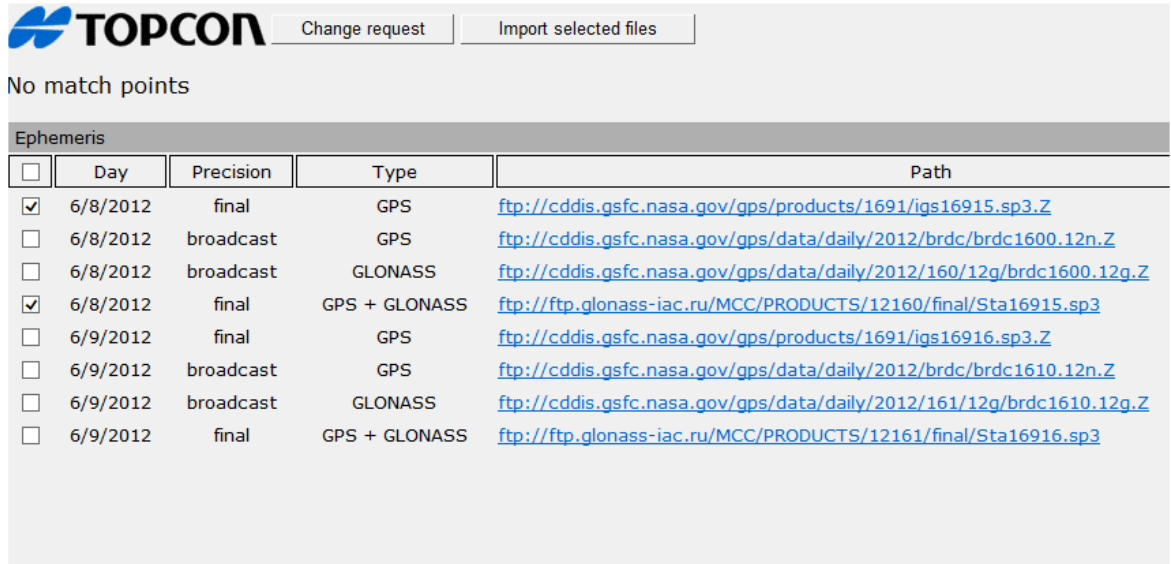 TOPCON Change request Import selected files
No match points
Ephemeris
Day Precision Type Path
6/8/2012 final GPS ftp://cddis.gsfc.nasa.gov/gps/products/1691/igs16915.sp3.Z
6/8/2012 broadcast GPS ftp://cddis.gsfc.nasa.gov/gps/data/daily/2012/brdc/brdc1600.12n.Z
6/8/2012 broadcast GLONASS ftp://cddis.gsfc.nasa.gov/gps/data/daily/2012/160/12g/brdc1600.12g.Z
6/8/2012 final GPS + GLONASS ftp://ftp.glonass-iac.ru/MCC/PRODUCTS/12160/final/Sta16915.sp3
6/9/2012 final GPS ftp://cddis.gsfc.nasa.gov/gps/products/1691/igs16916.sp3.Z
6/9/2012 broadcast GPS ftp://cddis.gsfc.nasa.gov/gps/data/daily/2012/brdc/brdc1610.12n.Z
6/9/2012 broadcast GLONASS ftp://cddis.gsfc.nasa.gov/gps/data/daily/2012/161/12g/brdc1610.12g.Z
6/9/2012 final GPS + GLONASS ftp://ftp.glonass-iac.ru/MCC/PRODUCTS/12161/final/Sta16916.sp3